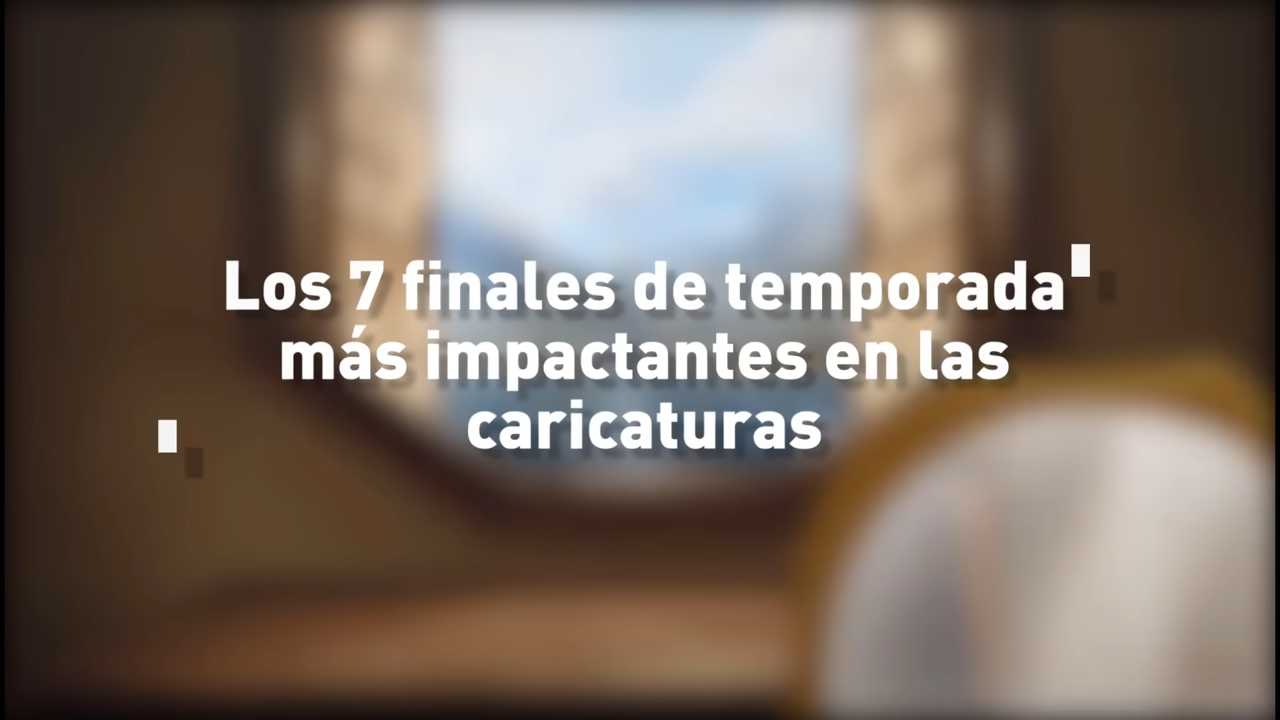 Los 7 finales de temporada
más impactantes en las
caricaturas